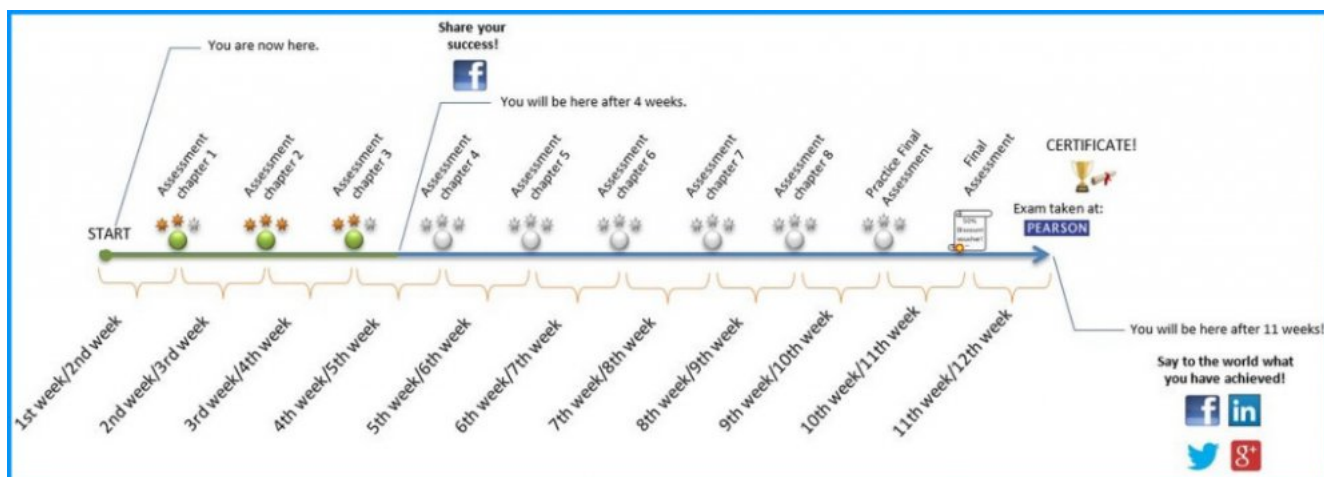 Share your
success!
You are now here.
You will be here after 4 weeks.
Assessment
chapter 1
Assessment
chapter 2
Assessment
chapter 3
Assessment
chapter 4
Assessment
chapter 5
Assessment
chapter 6
Assessment
chapter 7
Assessment
chapter 8
Practice Final
Assessment
Final
Assessment
CERTIFICATE!
START
50%
Discount
voucher!
Exam taken at:
PEARSON
1st week/2nd week
2nd week/3rd week
3rd week/4th week
4th week/5th week
5th week/6th week
6th week/7th week
7th week/8th week
8th week/9th week
9th week/10th week
10th week/11th week
11th week/12th week
You will be here after 11 weeks!
Say to the world what
you have achieved!
f
in
g+